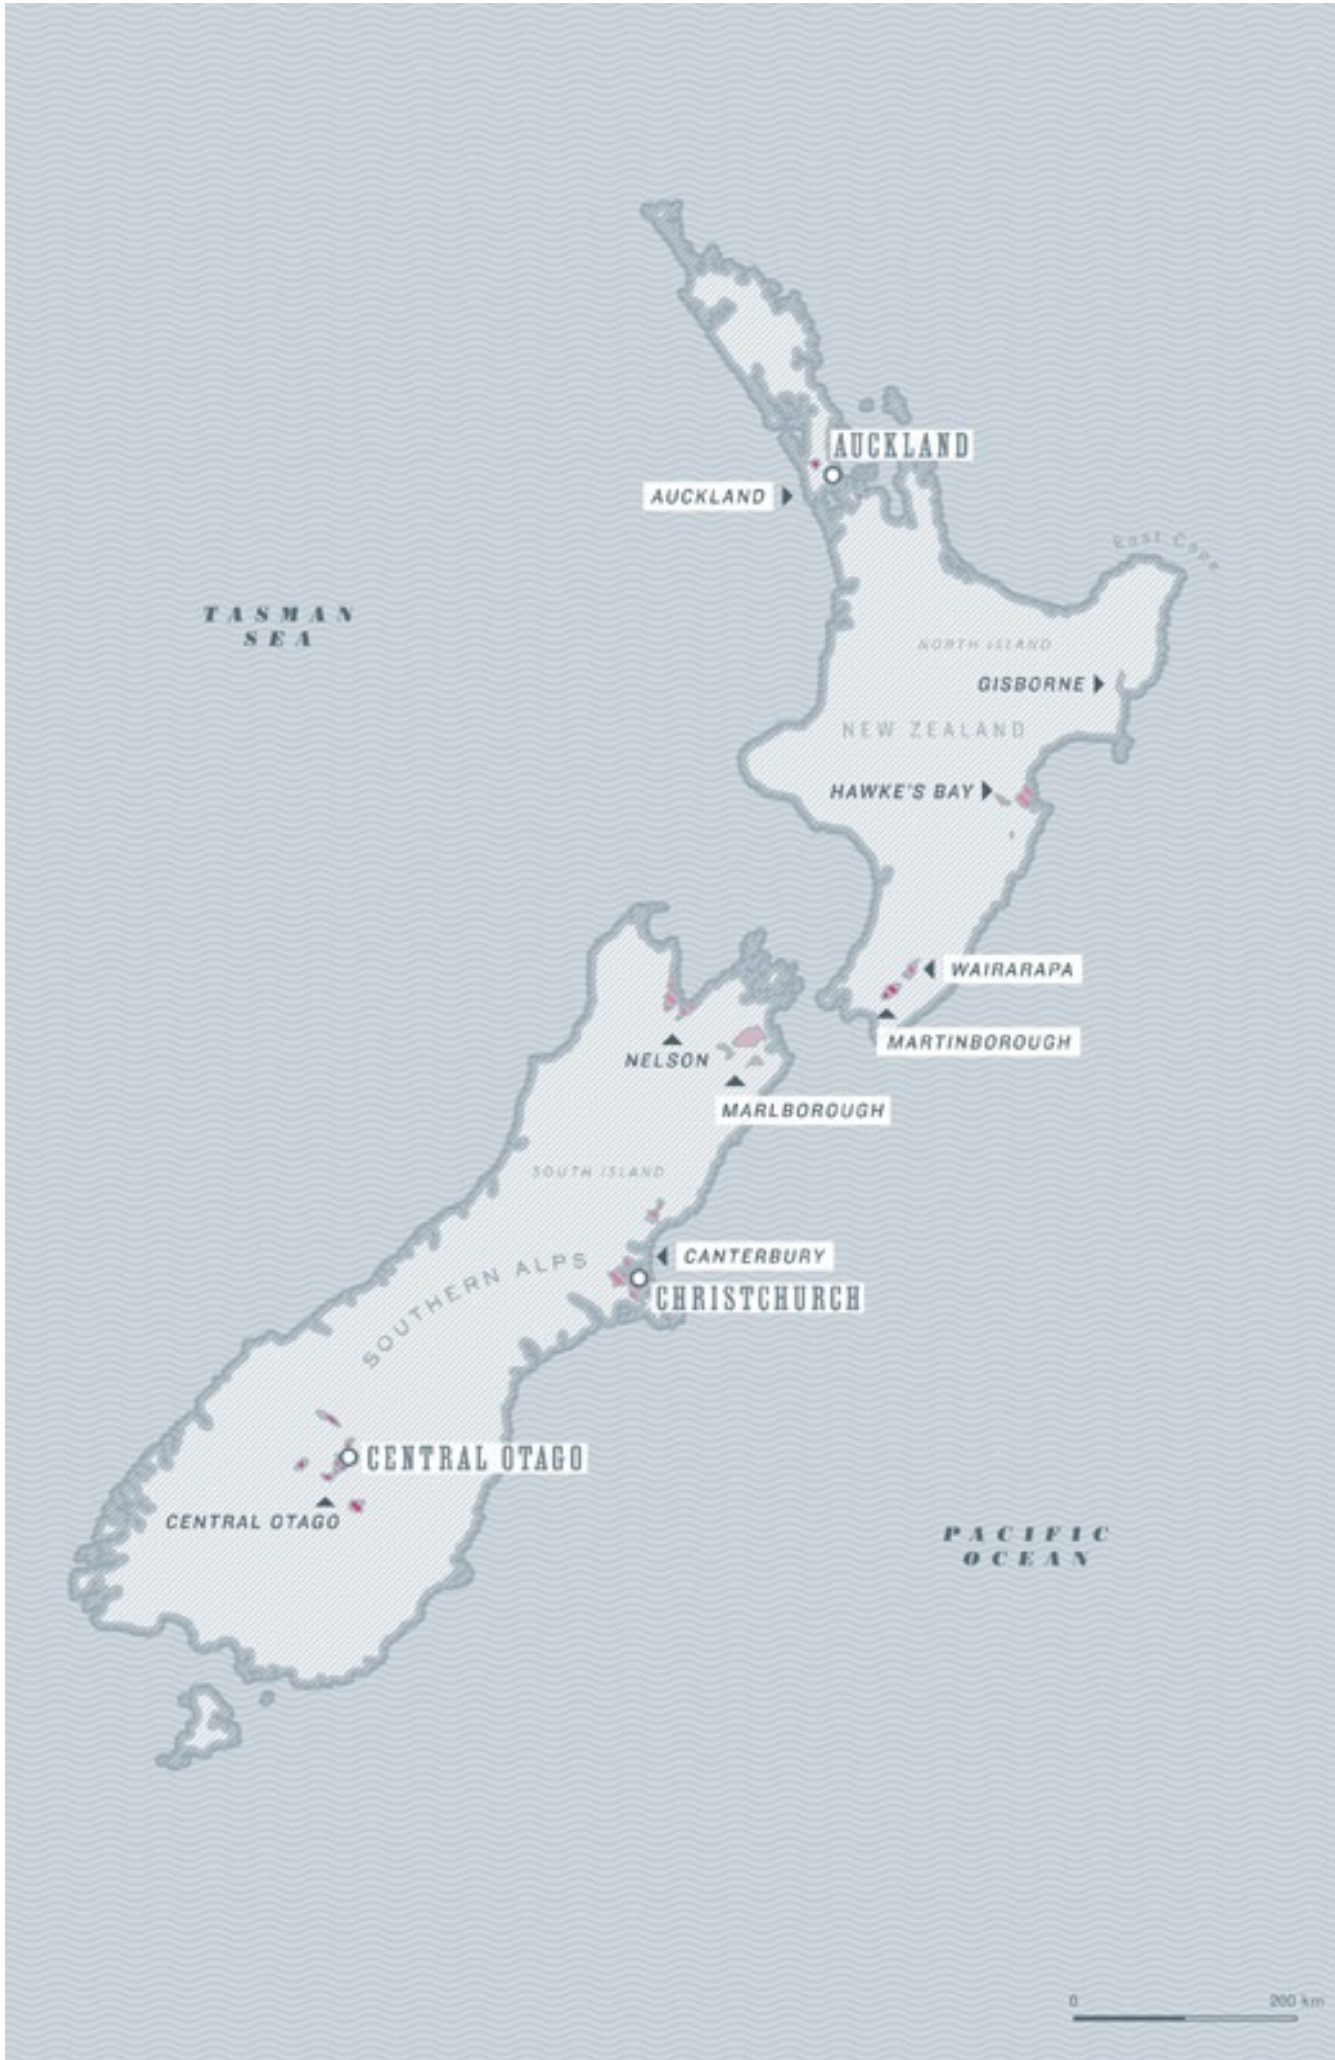 AUCKLAND
AUCKLAND
East Cape
TASMAN
SEA
NORTH ISLAND
GISBORNE
NEW ZEALAND
HAWKE'S BAY
WAIRARAPA
MARTINBOROUGH
NELSON
MARLBOROUGH
SOUTH ISLAND
CANTERBURY
SOUTHERN ALPS
CHRISTCHURCH
CENTRAL OTAGO
CENTRAL OTAGO
PACIFIC
OCEAN
0 200 km